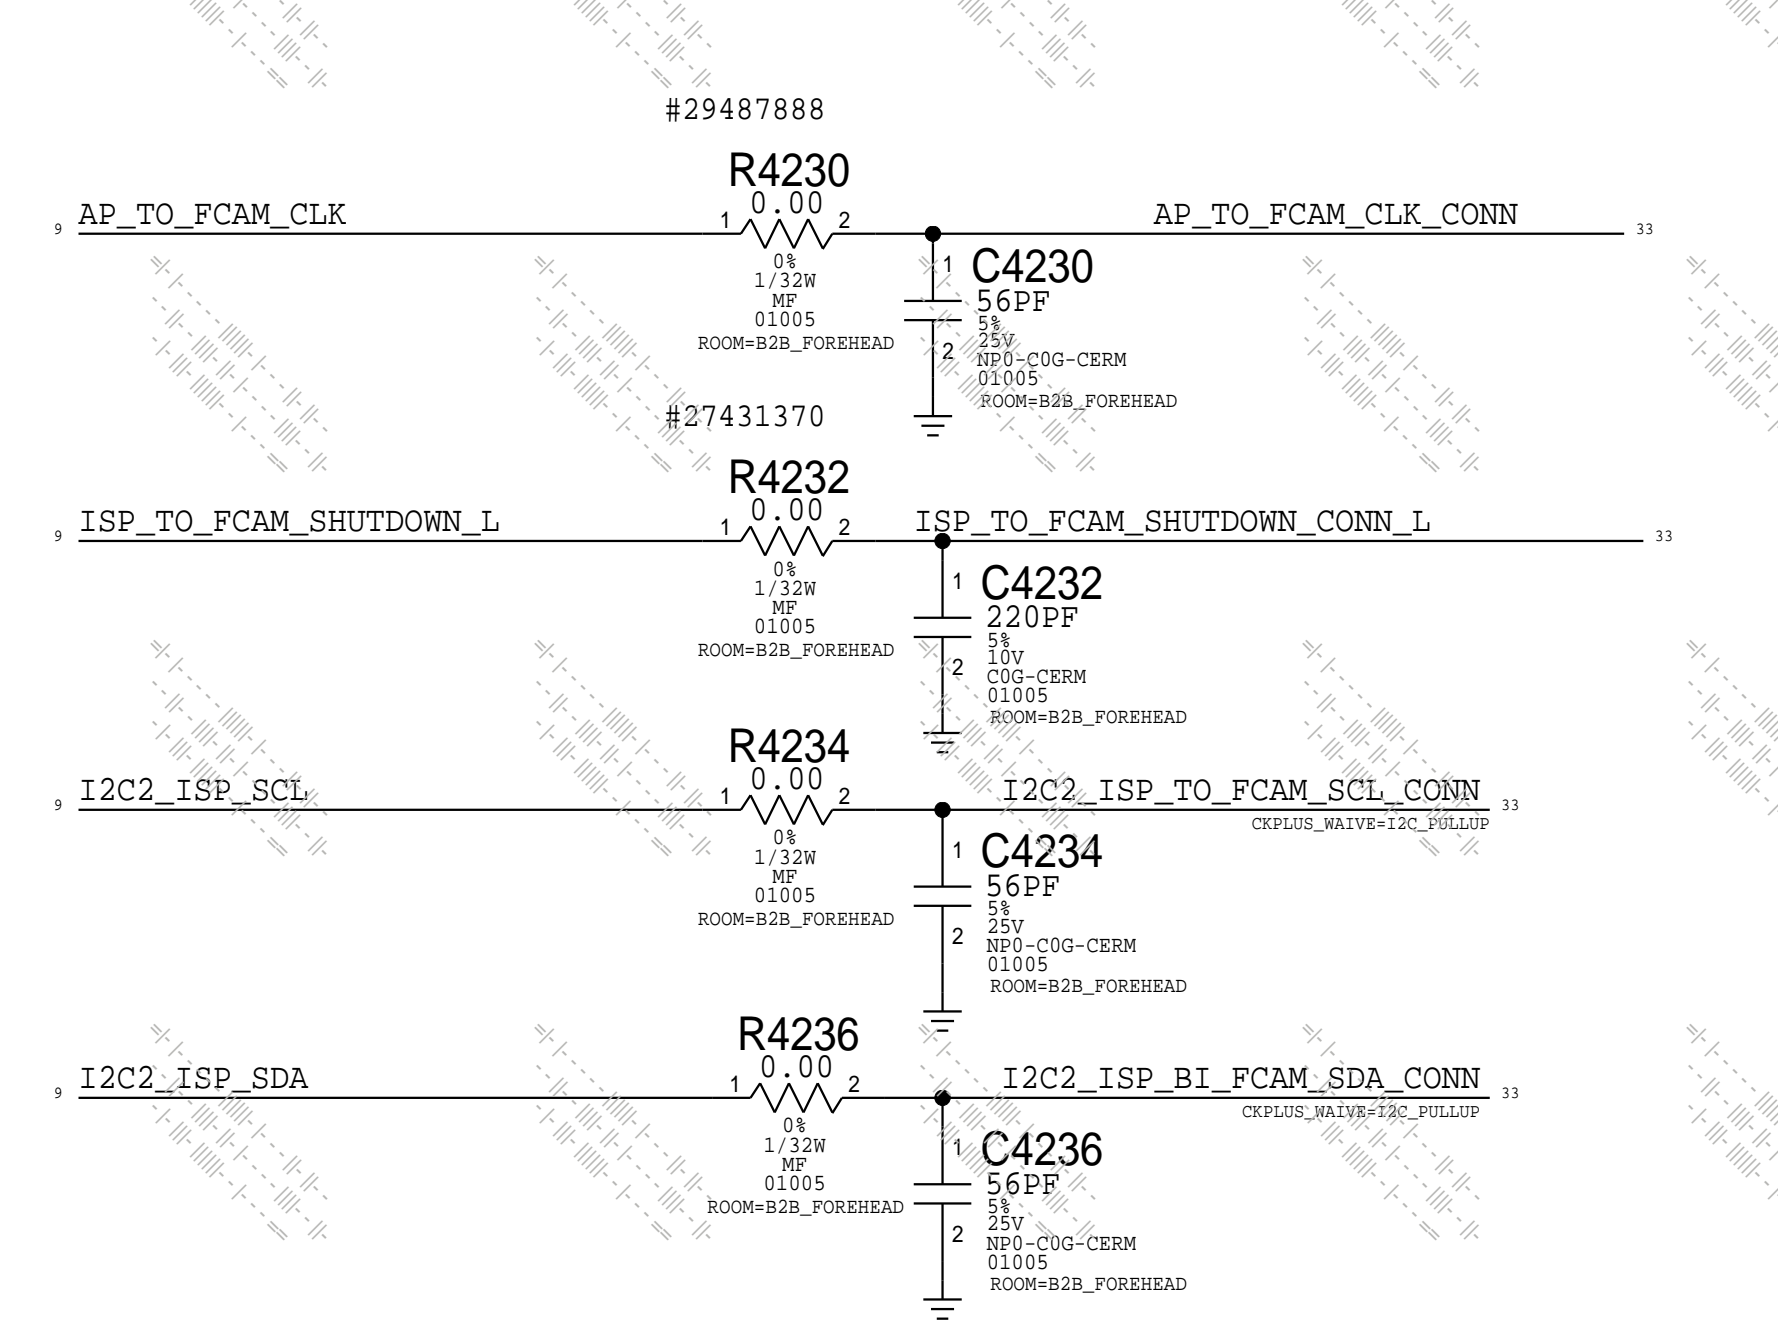 #29487888
R4230
0.00
9 AP_TO_FCAM_CLK 1 2 AP_TO_FCAM_CLK_CONN 33
0%
1/32W
MF
01005
ROOM=B2B_FOREHEAD
1 C4230
56PF
5%
25V
2 NP0-C0G-CERM
01005
ROOM=B2B_FOREHEAD
#27431370
R4232
0.00
9 ISP_TO_FCAM_SHUTDOWN_L 1 2 ISP_TO_FCAM_SHUTDOWN_CONN_L 33
0%
1/32W
MF
01005
ROOM=B2B_FOREHEAD
1 C4232
220PF
5%
10V
2 C0G-CERM
01005
ROOM=B2B_FOREHEAD
R4234
0.00
9 I2C2_ISP_SCL 1 2 I2C2_ISP_TO_FCAM_SCL_CONN 33
CKPLUS_WAIVE=I2C_PULLUP
0%
1/32W
MF
01005
ROOM=B2B_FOREHEAD
1 C4234
56PF
5%
25V
2 NP0-C0G-CERM
01005
ROOM=B2B_FOREHEAD
R4236
0.00
9 I2C2_ISP_SDA 1 2 I2C2_ISP_BI_FCAM_SDA_CONN 33
CKPLUS_WAIVE=I2C_PULLUP
0%
1/32W
MF
01005
ROOM=B2B_FOREHEAD
1 C4236
56PF
5%
25V
2 NP0-C0G-CERM
01005
ROOM=B2B_FOREHEAD